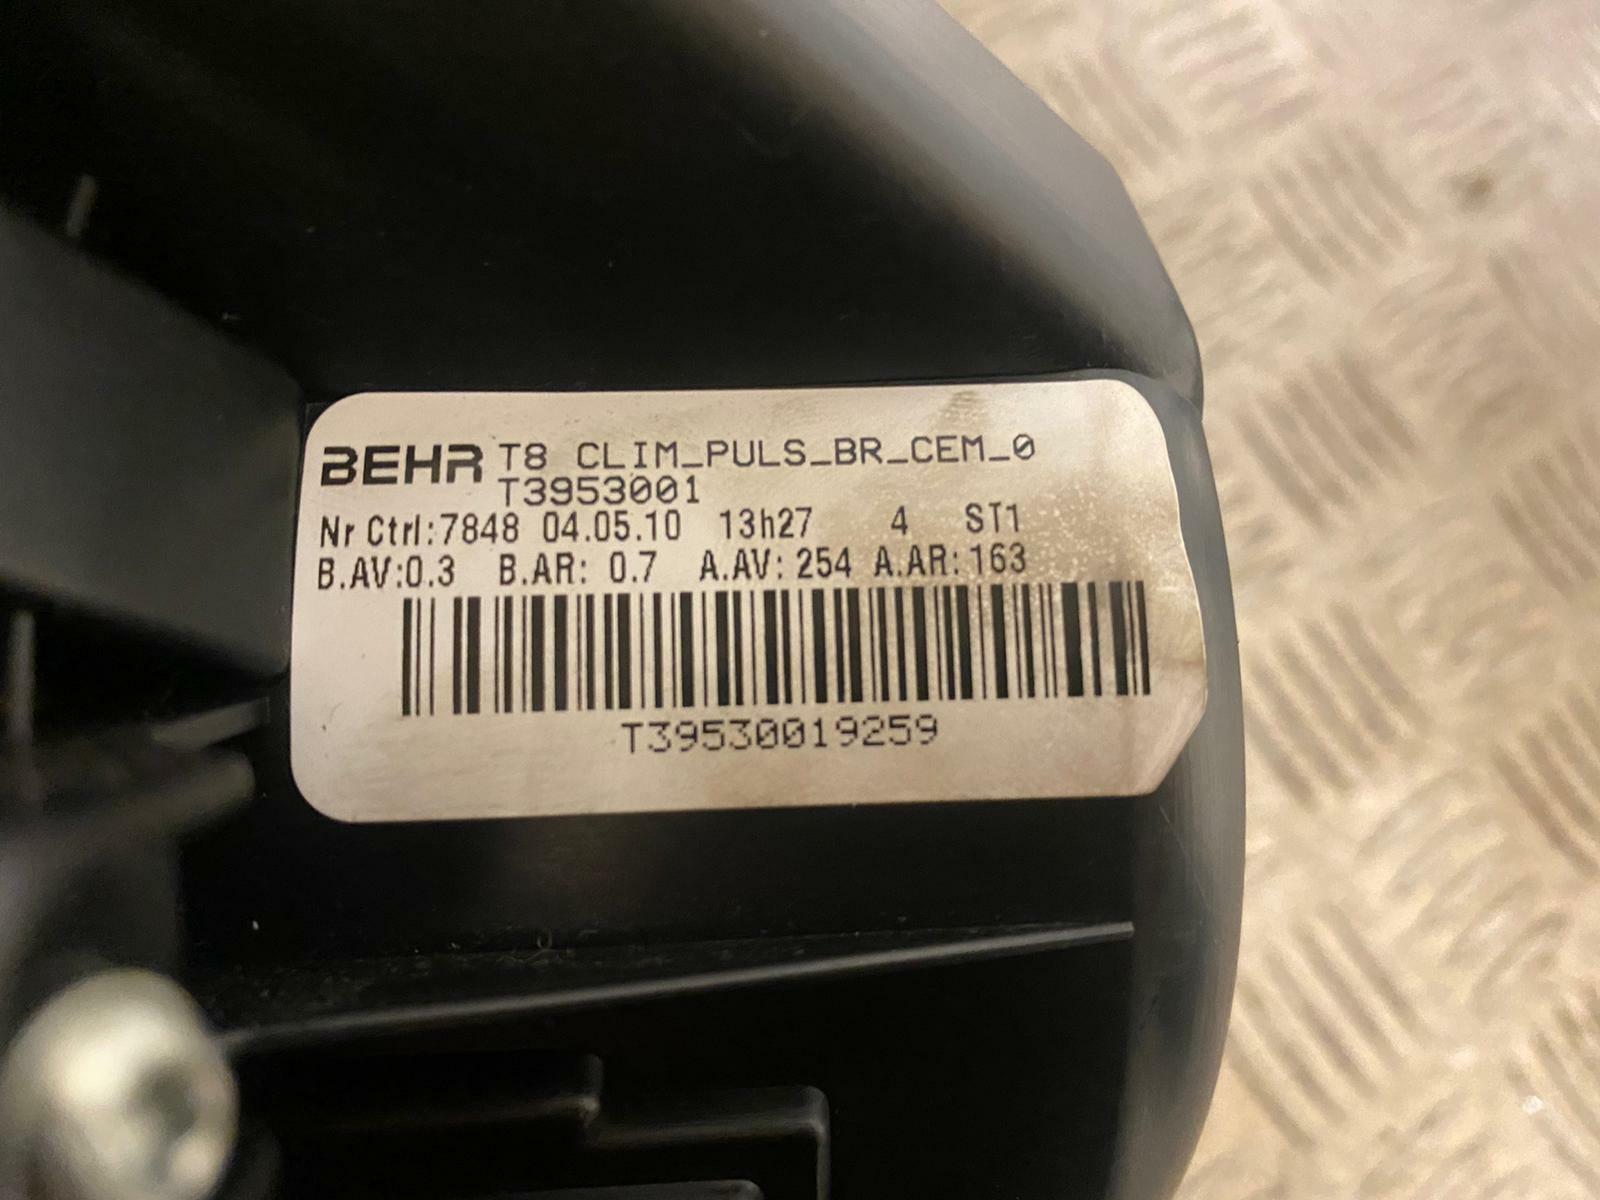 BEHR T8 CLIM_PULS_BR_CEM_0
T3953001
Nr Ctrl:7848 04.05.10 13h27 4 ST1
B.AV:0.3 B.AR: 0.7 A.AV: 254 A.AR: 163
T39530019259